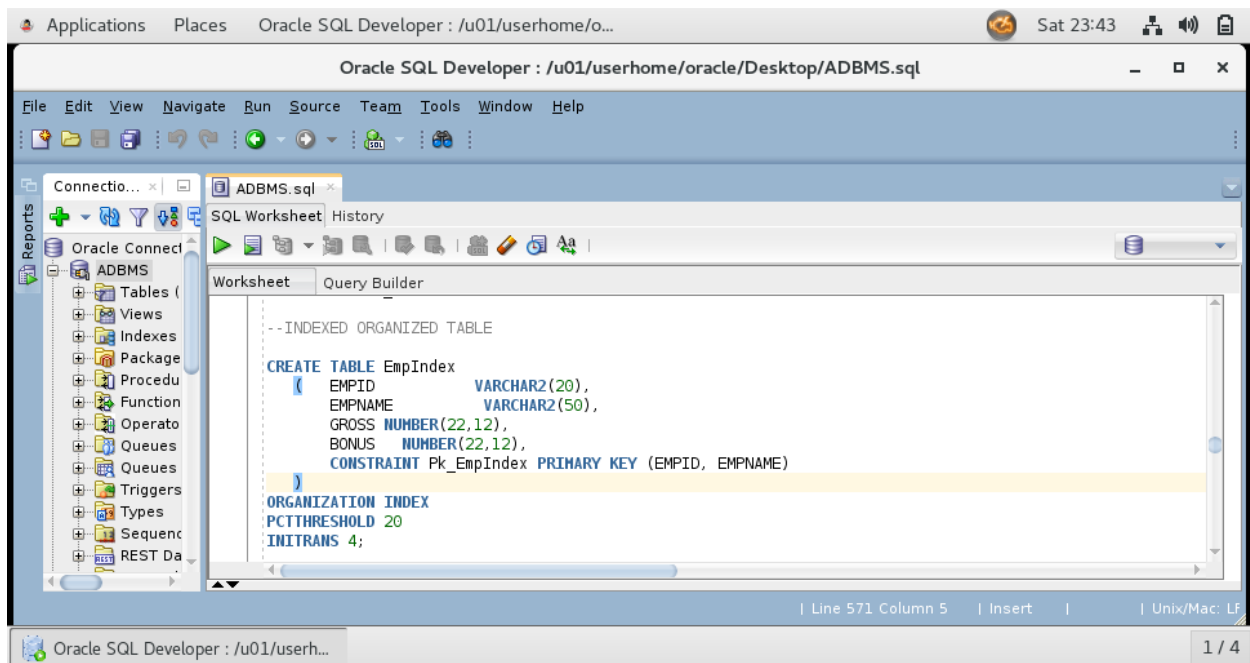 Applications Places Oracle SQL Developer : /u01/userhome/o... Sat 23:43
Oracle SQL Developer : /u01/userhome/oracle/Desktop/ADBMS.sql
File Edit View Navigate Run Source Team Tools Window Help
Connectio...
ADBMS.sql
Reports
SQL Worksheet History
Oracle Connect
ADBMS
Tables (
Views
Indexes
Package
Procedu
Function
Operato
Queues
Queues
Triggers
Types
Sequenc
REST Da
Worksheet Query Builder
--INDEXED ORGANIZED TABLE
CREATE TABLE EmpIndex
( EMPID VARCHAR2(20),
EMPNAME VARCHAR2(50),
GROSS NUMBER(22,12),
BONUS NUMBER(22,12),
CONSTRAINT Pk_EmpIndex PRIMARY KEY (EMPID, EMPNAME)
)
ORGANIZATION INDEX
PCTTHRESHOLD 20
INITRANS 4;
| Line 571 Column 5 | Insert | | Unix/Mac: LF
Oracle SQL Developer : /u01/userh... 1 / 4